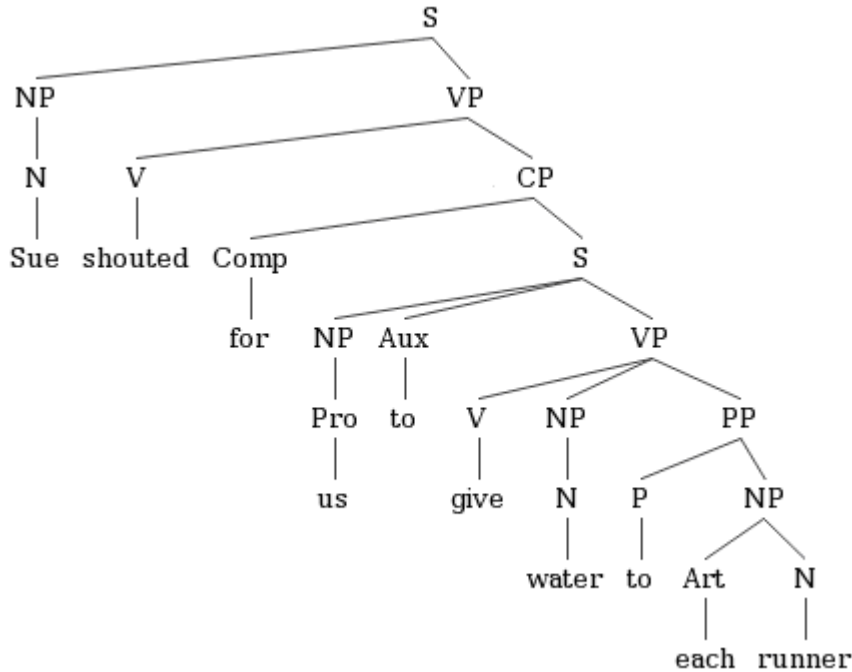 S
NP VP
N V CP
Sue shouted Comp S
for NP Aux VP
Pro to V NP PP
us give N P NP
water to Art N
each runner